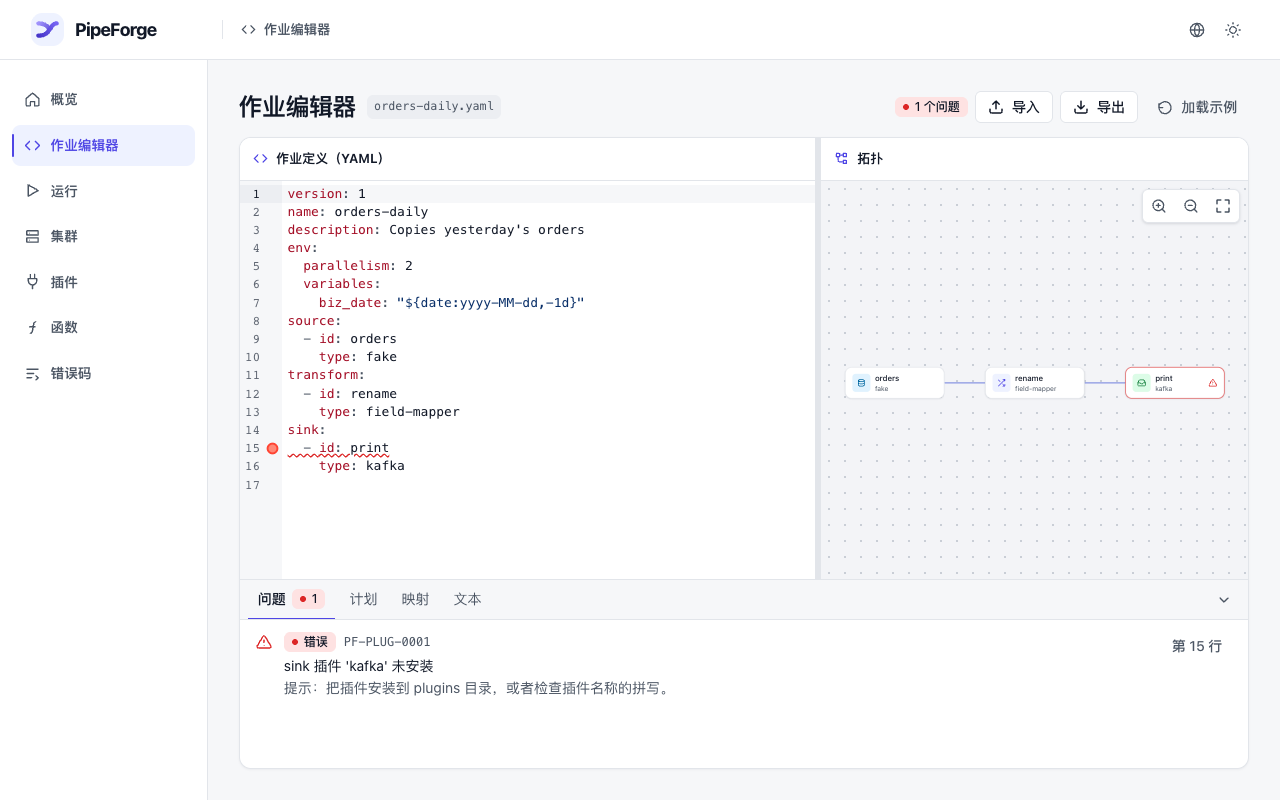 PipeForge
作业编辑器
概览
作业编辑器
运行
集群
插件
函数
错误码
作业编辑器 orders-daily.yaml
1 个问题 导入 导出 加载示例
作业定义（YAML）
1 version: 1
2 name: orders-daily
3 description: Copies yesterday's orders
4 env:
5 parallelism: 2
6 variables:
7 biz_date: "${date:yyyy-MM-dd,-1d}"
8 source:
9 - id: orders
10 type: fake
11 transform:
12 - id: rename
13 type: field-mapper
14 sink:
15 - id: print
16 type: kafka
17
拓扑
orders
fake
rename
field-mapper
print
kafka
问题 1 计划 映射 文本
错误 PF-PLUG-0001 第 15 行
sink 插件 'kafka' 未安装
提示：把插件安装到 plugins 目录，或者检查插件名称的拼写。